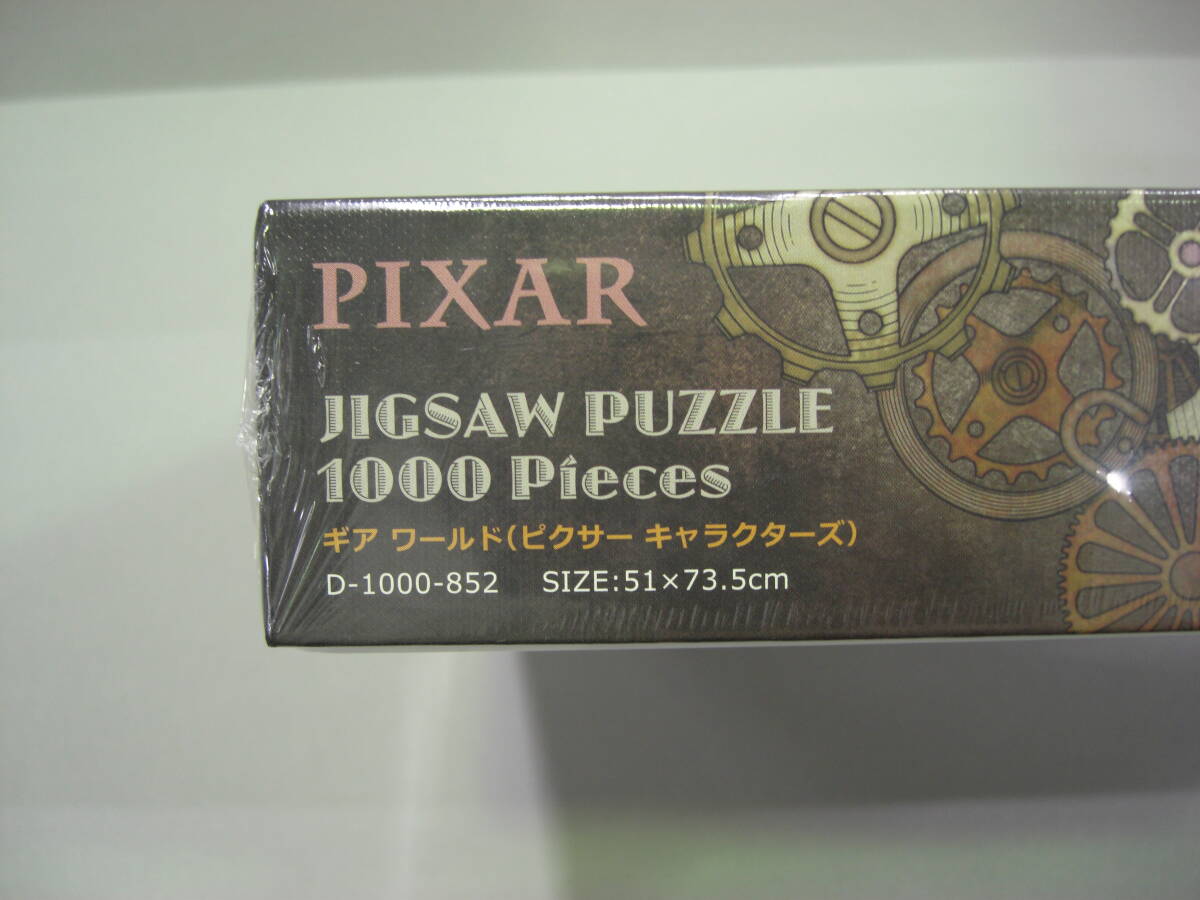 PIXAR
JIGSAW PUZZLE
1000 Pieces
ギア ワールド(ピクサー キャラクターズ)
D-1000-852 SIZE:51×73.5cm